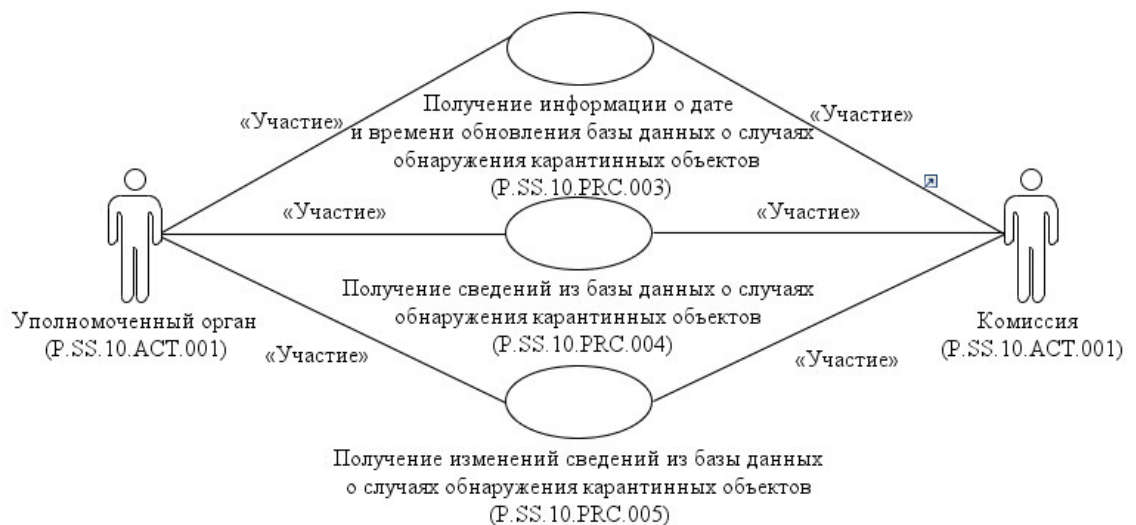 Получение информации о дате
и времени обновления базы данных о случаях
обнаружения карантинных объектов
(P.SS.10.PRC.003)
«Участие»
«Участие»
«Участие»
«Участие»
Получение сведений из базы данных о случаях
обнаружения карантинных объектов
(P.SS.10.PRC.004)
Уполномоченный орган
(P.SS.10.ACT.001)
Комиссия
(P.SS.10.ACT.001)
«Участие»
«Участие»
Получение изменений сведений из базы данных
о случаях обнаружения карантинных объектов
(P.SS.10.PRC.005)